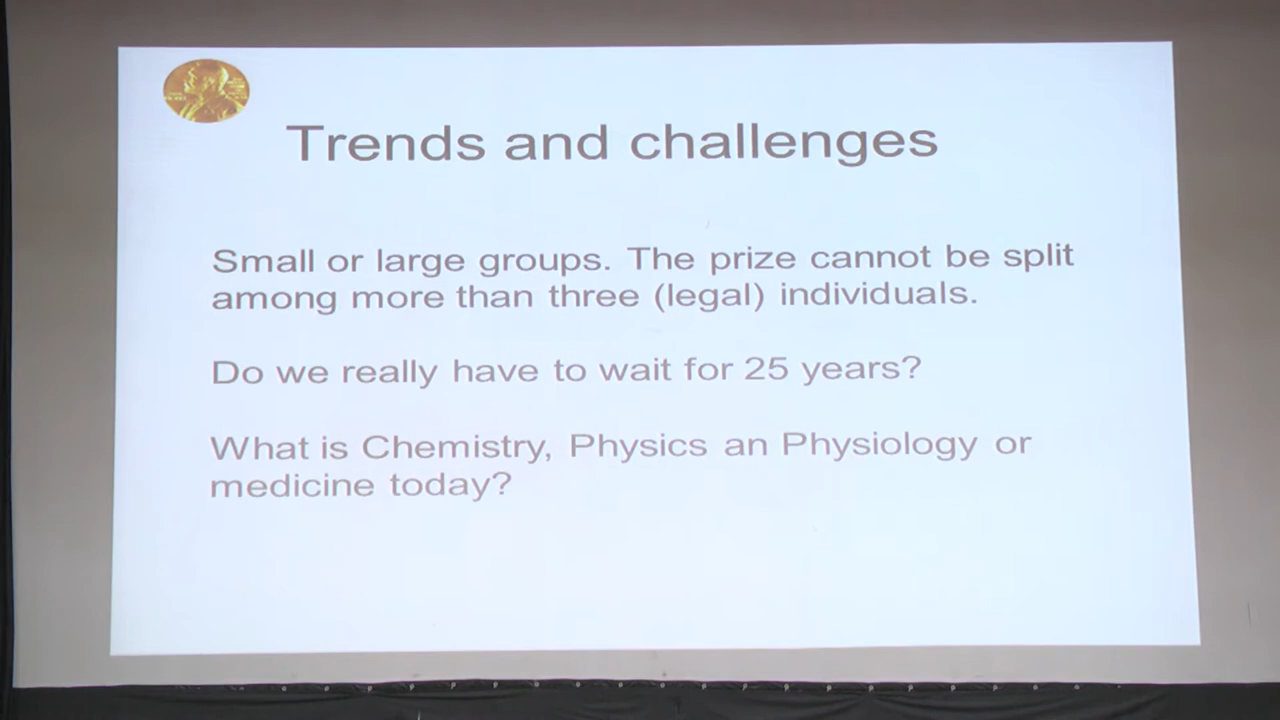 Trends and challenges
Small or large groups. The prize cannot be split
among more than three (legal) individuals.
Do we really have to wait for 25 years?
What is Chemistry, Physics an Physiology or
medicine today?